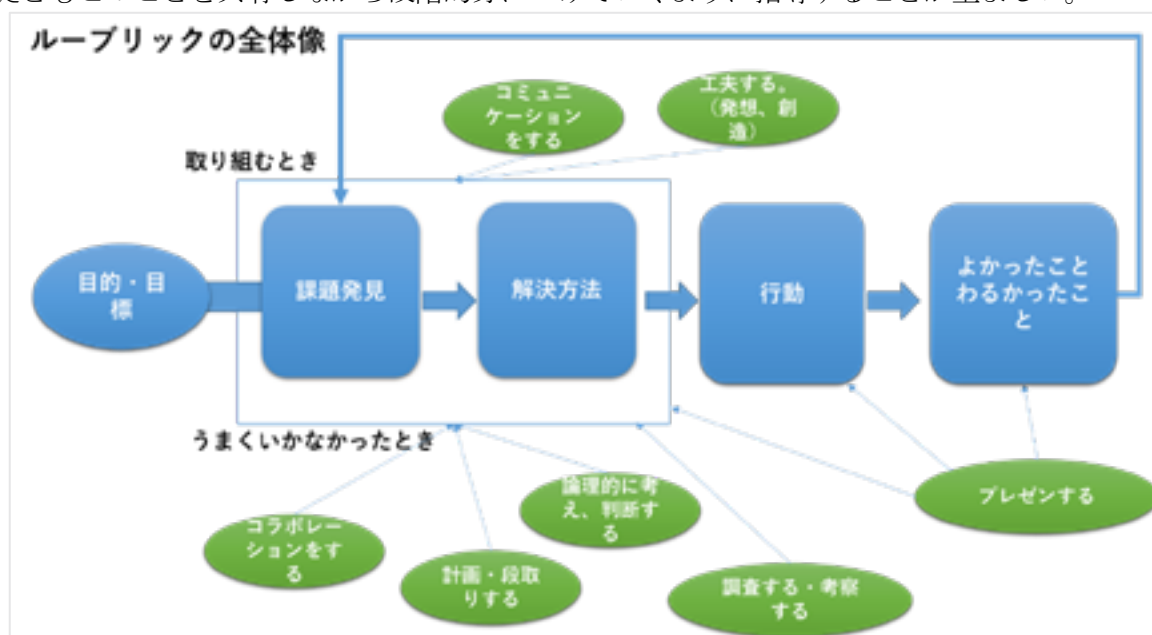 ルーブリックの全体像
コミュニ
ケーション
をする
工夫する。
（発想、創
造）
取り組むとき
目的・目
標
課題発見
解決方法
行動
よかったこと
わるかったこ
と
うまくいかなかったとき
コラボレー
ションをす
る
計画・段取
りする
論理的に考
え、判断す
る
調査する・考察
する
プレゼンする